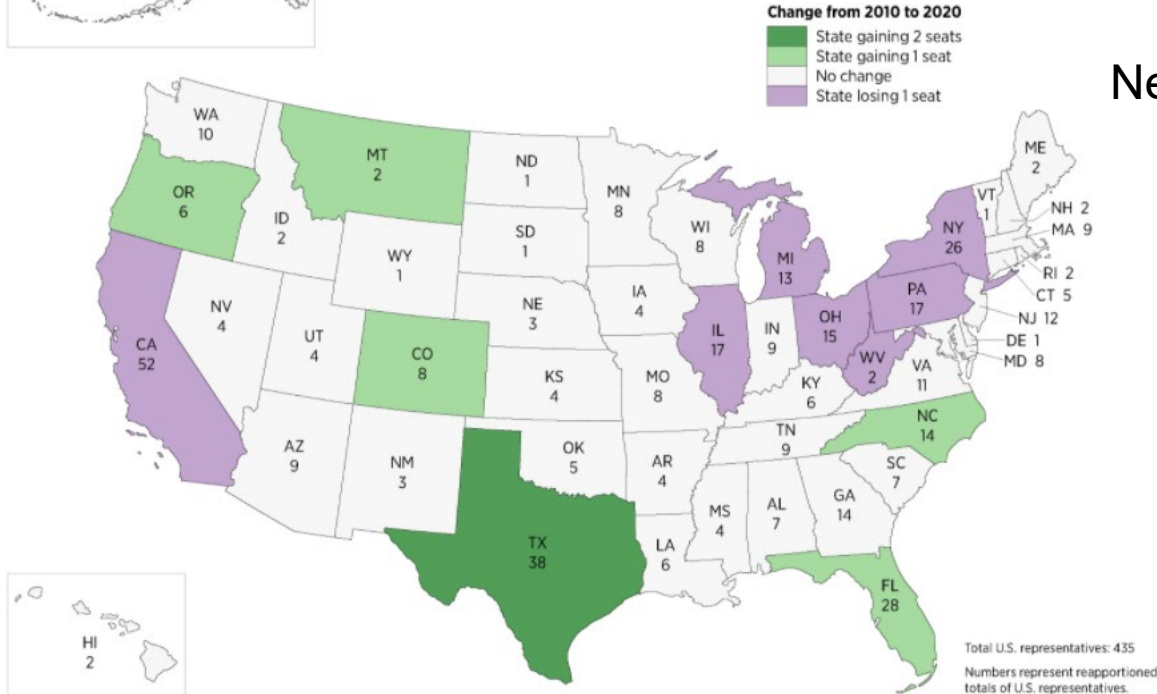 Change from 2010 to 2020
State gaining 2 seats
State gaining 1 seat
No change
State losing 1 seat
Ne
WA
10
MT
2
ND
1
MN
8
ME
2
VT
1
NH 2
MA 9
OR
6
ID
2
SD
1
WI
8
NY
26
WY
1
MI
13
RI 2
CT 5
NJ 12
DE 1
MD 8
NV
4
NE
3
IA
4
PA
17
CA
52
UT
4
CO
8
IL
17
IN
9
OH
15
WV
2
VA
11
KS
4
MO
8
KY
6
NC
14
AZ
9
NM
3
OK
5
AR
4
TN
9
SC
7
MS
4
AL
7
GA
14
TX
38
LA
6
FL
28
HI
2
Total U.S. representatives: 435
Numbers represent reapportioned
totals of U.S. representatives.